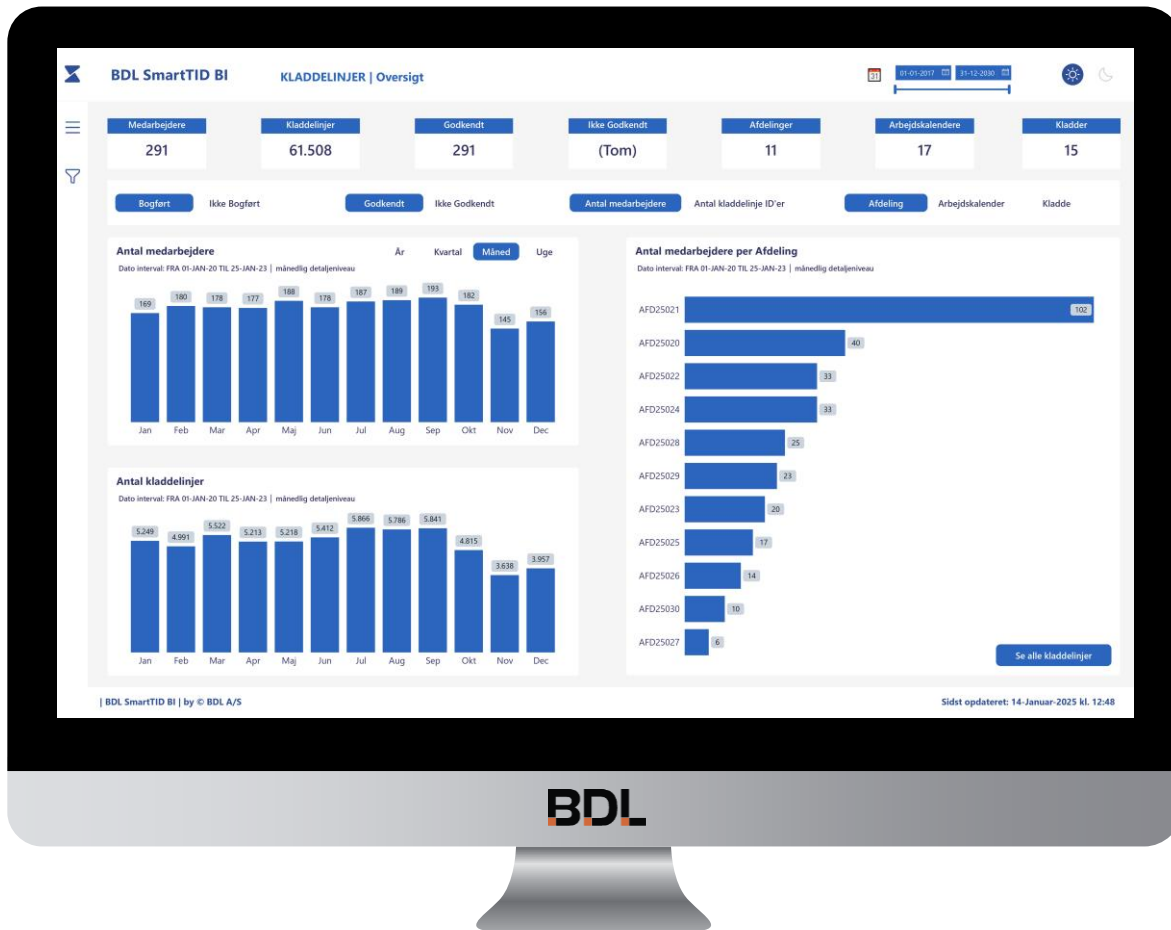 BDL SmartTID BI
KLADDELINJER | Oversigt
31
01-01-2017
31-12-2030
Medarbejdere
Kladdelinjer
Godkendt
Ikke Godkendt
Afdelinger
Arbejdskalendere
Kladder
291
61.508
291
(Tom)
11
17
15
Bogført
Ikke Bogført
Godkendt
Ikke Godkendt
Antal medarbejdere
Antal kladdelinje ID'er
Afdeling
Arbejdskalender
Kladde
Antal medarbejdere
År
Kvartal
Måned
Uge
Dato interval: FRA 01-JAN-20 TIL 25-JAN-23 | månedlig detaljeniveau
169
180
178
177
188
178
187
189
193
182
145
156
Jan
Feb
Mar
Apr
Maj
Jun
Jul
Aug
Sep
Okt
Nov
Dec
Antal kladdelinjer
Dato interval: FRA 01-JAN-20 TIL 25-JAN-23 | månedlig detaljeniveau
5.249
4.991
5.522
5.213
5.218
5.412
5.866
5.786
5.841
4.815
3.638
3.957
Jan
Feb
Mar
Apr
Maj
Jun
Jul
Aug
Sep
Okt
Nov
Dec
Antal medarbejdere per Afdeling
Dato interval: FRA 01-JAN-20 TIL 25-JAN-23 | månedlig detaljeniveau
AFD25021 102
AFD25020 40
AFD25022 33
AFD25024 33
AFD25028 25
AFD25029 23
AFD25023 20
AFD25025 17
AFD25026 14
AFD25030 10
AFD25027 6
Se alle kladdelinjer
| BDL SmartTID BI | by © BDL A/S
Sidst opdateret: 14-Januar-2025 kl. 12:48
BDL